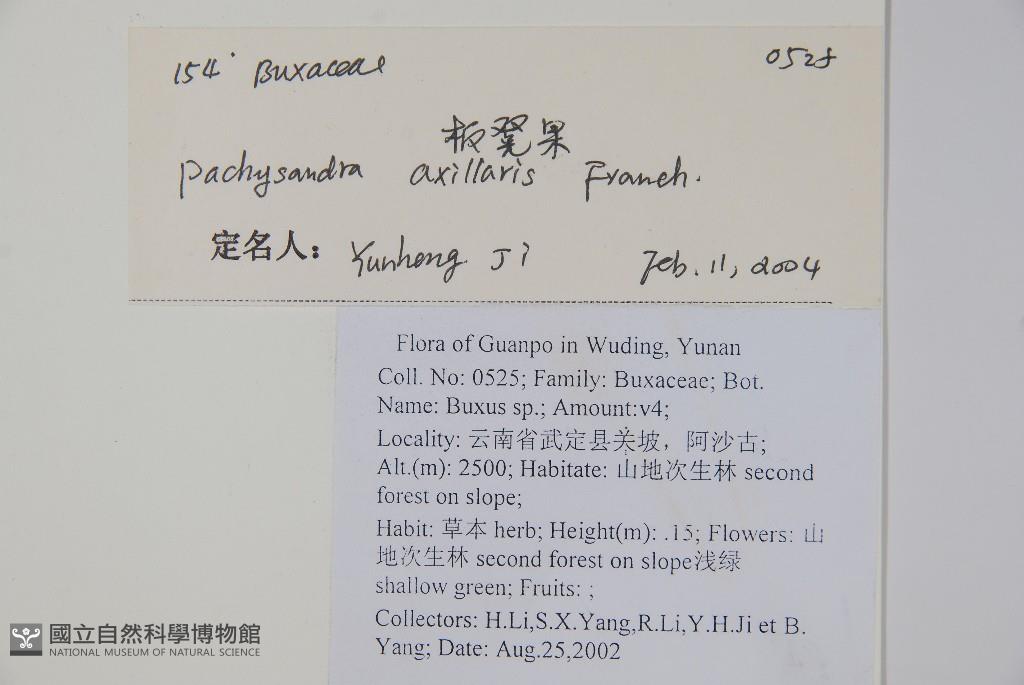 154 Buxaceae 0525
板凳果
Pachysandra axillaris Franch.
定名人： Yunheng Ji Feb. 11, 2004
Flora of Guanpo in Wuding, Yunan
Coll. No: 0525; Family: Buxaceae; Bot.
Name: Buxus sp.; Amount:v4;
Locality: 云南省武定县关坡，阿沙古;
Alt.(m): 2500; Habitate: 山地次生林 second
forest on slope;
Habit: 草本 herb; Height(m): .15; Flowers: 山
地次生林 second forest on slope浅绿
shallow green; Fruits: ;
Collectors: H.Li,S.X.Yang,R.Li,Y.H.Ji et B.
Yang; Date: Aug.25,2002
國立自然科學博物館
NATIONAL MUSEUM OF NATURAL SCIENCE